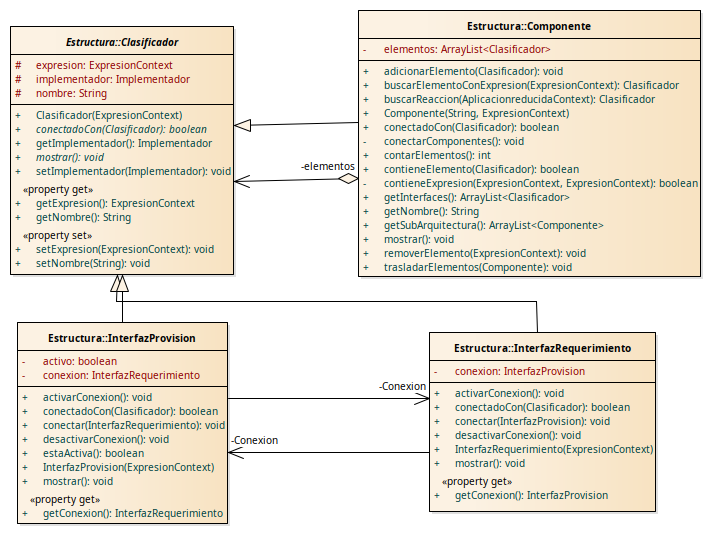 Estructura::Clasificador
# expresion: ExpresionContext
# implementador: Implementador
# nombre: String
+ Clasificador(ExpresionContext)
+ conectadoCon(Clasificador): boolean
+ getImplementador(): Implementador
+ mostrar(): void
+ setImplementador(Implementador): void
«property get»
+ getExpresion(): ExpresionContext
+ getNombre(): String
«property set»
+ setExpresion(ExpresionContext): void
+ setNombre(String): void
Estructura::Componente
- elementos: ArrayList<Clasificador>
+ adicionarElemento(Clasificador): void
+ buscarElementoConExpresion(ExpresionContext): Clasificador
+ buscarReaccion(AplicacionreducidaContext): Clasificador
+ Componente(String, ExpresionContext)
+ conectadoCon(Clasificador): boolean
- conectarComponentes(): void
+ contarElementos(): int
+ contieneElemento(Clasificador): boolean
- contieneExpresion(ExpresionContext, ExpresionContext): boolean
+ getInterfaces(): ArrayList<Clasificador>
+ getNombre(): String
+ getSubArquitectura(): ArrayList<Componente>
+ mostrar(): void
+ removerElemento(ExpresionContext): void
+ trasladarElementos(Componente): void
-elementos
Estructura::InterfazProvision
- activo: boolean
- conexion: InterfazRequerimiento
+ activarConexion(): void
+ conectadoCon(Clasificador): boolean
+ conectar(InterfazRequerimiento): void
+ desactivarConexion(): void
+ estaActiva(): boolean
+ InterfazProvision(ExpresionContext)
+ mostrar(): void
«property get»
+ getConexion(): InterfazRequerimiento
-Conexion
-Conexion
Estructura::InterfazRequerimiento
- conexion: InterfazProvision
+ activarConexion(): void
+ conectadoCon(Clasificador): boolean
+ conectar(InterfazProvision): void
+ desactivarConexion(): void
+ InterfazRequerimiento(ExpresionContext)
+ mostrar(): void
«property get»
+ getConexion(): InterfazProvision